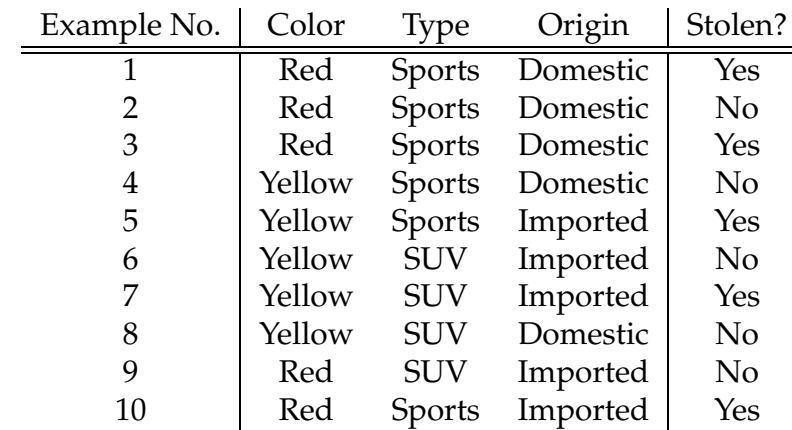 Example No. Color Type Origin Stolen?
1 Red Sports Domestic Yes
2 Red Sports Domestic No
3 Red Sports Domestic Yes
4 Yellow Sports Domestic No
5 Yellow Sports Imported Yes
6 Yellow SUV Imported No
7 Yellow SUV Imported Yes
8 Yellow SUV Domestic No
9 Red SUV Imported No
10 Red Sports Imported Yes